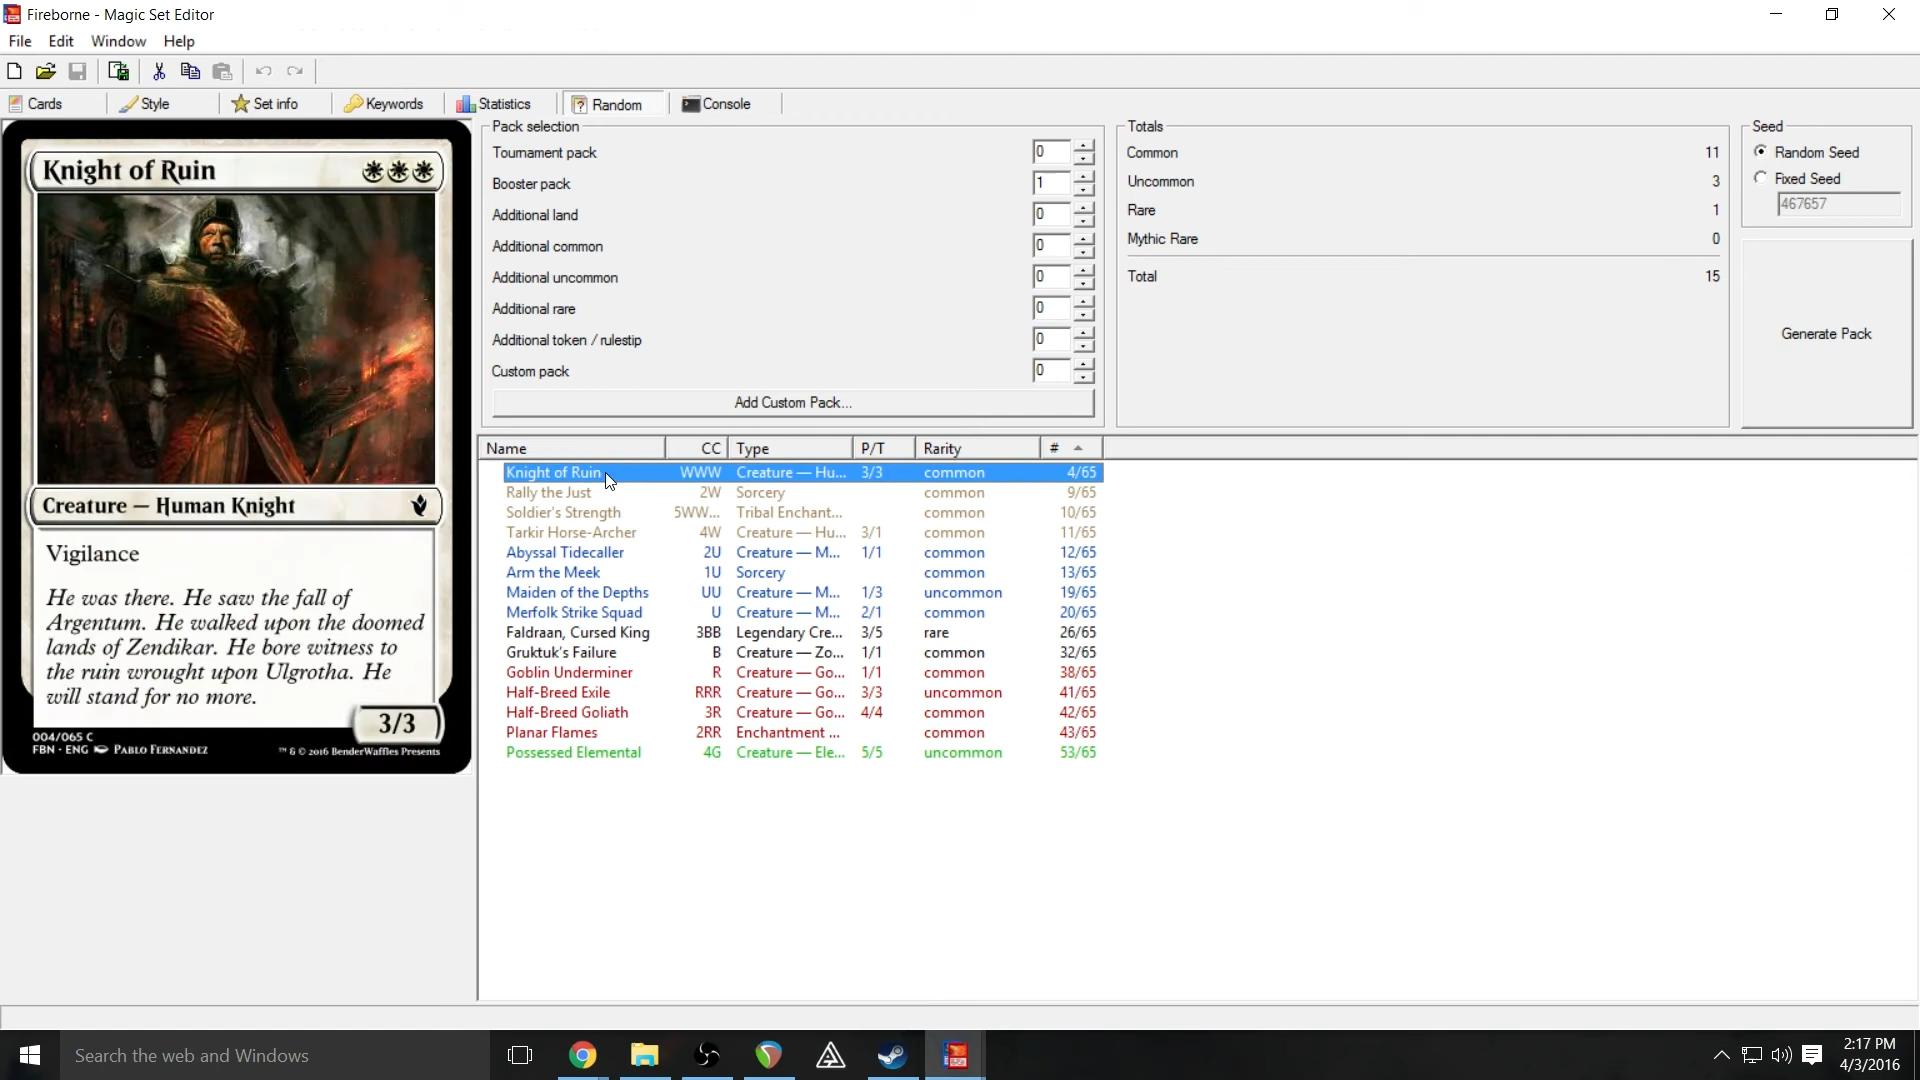 Fireborne - Magic Set Editor
File Edit Window Help
Cards Style Set info Keywords Statistics Random Console
Knight of Ruin
Creature — Human Knight
Vigilance
He was there. He saw the fall of
Argentum. He walked upon the doomed
lands of Zendikar. He bore witness to
the ruin wrought upon Ulgrotha. He
will stand for no more.
3/3
004/065 C
FBN · ENG PABLO FERNANDEZ
™ & © 2016 BenderWaffles Presents
Pack selection
Tournament pack 0
Booster pack 1
Additional land 0
Additional common 0
Additional uncommon 0
Additional rare 0
Additional token / rulestip 0
Custom pack 0
Add Custom Pack...
Totals
Common 11
Uncommon 3
Rare 1
Mythic Rare 0
Total 15
Seed
Random Seed
Fixed Seed
467657
Generate Pack
Name CC Type P/T Rarity #
Knight of Ruin WWW Creature — Hu... 3/3 common 4/65
Rally the Just 2W Sorcery common 9/65
Soldier's Strength 5WW... Tribal Enchant... common 10/65
Tarkir Horse-Archer 4W Creature — Hu... 3/1 common 11/65
Abyssal Tidecaller 2U Creature — M... 1/1 common 12/65
Arm the Meek 1U Sorcery common 13/65
Maiden of the Depths UU Creature — M... 1/3 uncommon 19/65
Merfolk Strike Squad U Creature — M... 2/1 common 20/65
Faldraan, Cursed King 3BB Legendary Cre... 3/5 rare 26/65
Gruktuk's Failure B Creature — Zo... 1/1 common 32/65
Goblin Underminer R Creature — Go... 1/1 common 38/65
Half-Breed Exile RRR Creature — Go... 3/3 uncommon 41/65
Half-Breed Goliath 3R Creature — Go... 4/4 common 42/65
Planar Flames 2RR Enchantment ... common 43/65
Possessed Elemental 4G Creature — Ele... 5/5 uncommon 53/65
Search the web and Windows
2:17 PM
4/3/2016